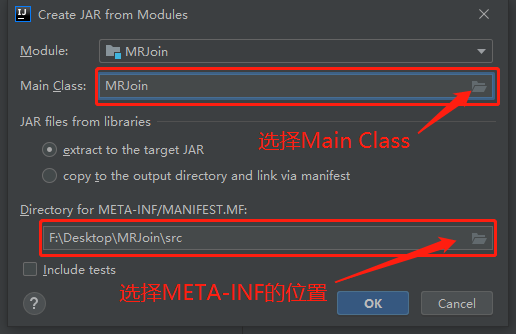 Create JAR from Modules
Module: MRJoin
Main Class: MRJoin
JAR files from libraries
选择Main Class
extract to the target JAR
copy to the output directory and link via manifest
Directory for META-INF/MANIFEST.MF:
F:\Desktop\MRJoin\src
Include tests
选择META-INF的位置
? OK Cancel